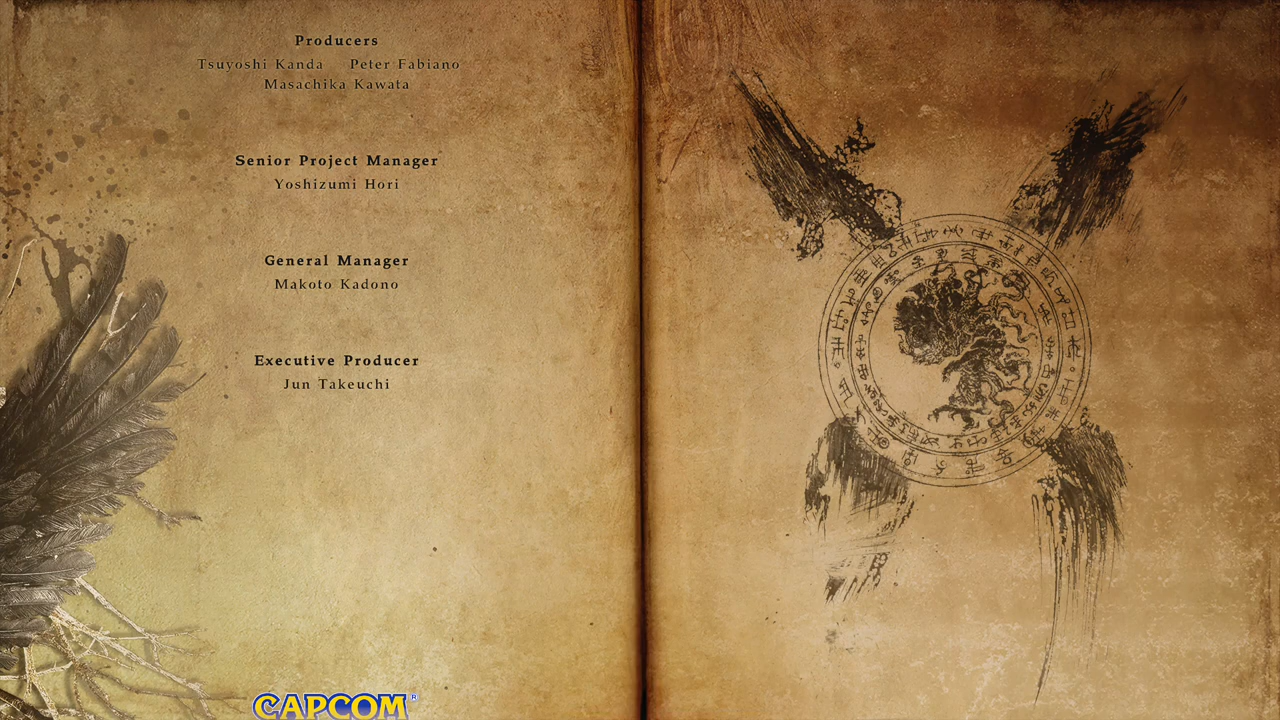 Producers
Tsuyoshi Kanda Peter Fabiano
Masachika Kawata
Senior Project Manager
Yoshizumi Hori
General Manager
Makoto Kadono
Executive Producer
Jun Takeuchi
CAPCOM®